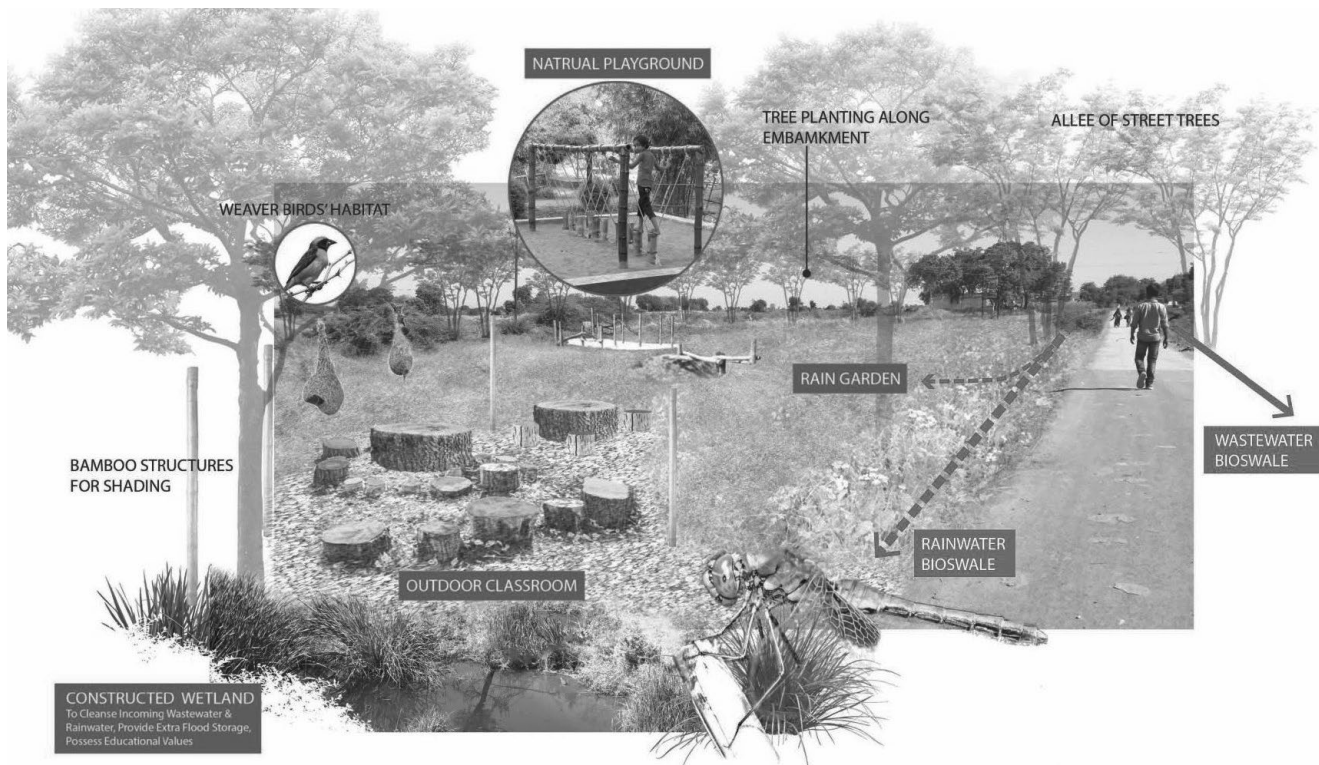 NATRUAL PLAYGROUND
TREE PLANTING ALONG
EMBAMKMENT
ALLEE OF STREET TREES
WEAVER BIRDS' HABITAT
RAIN GARDEN
WASTEWATER
BIOSWALE
BAMBOO STRUCTURES
FOR SHADING
RAINWATER
BIOSWALE
OUTDOOR CLASSROOM
CONSTRUCTED WETLAND
To Cleanse Incoming Wastewater &
Rainwater, Provide Extra Flood Storage,
Possess Educational Values